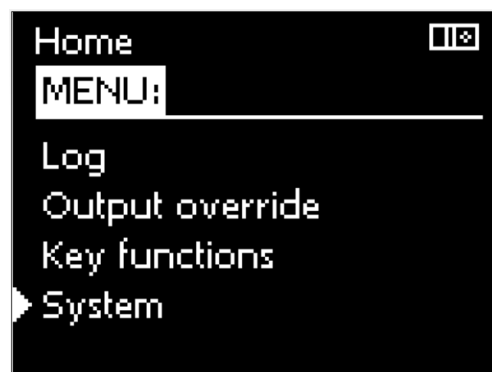 Home
MENU:
Log
Output override
Key functions
System